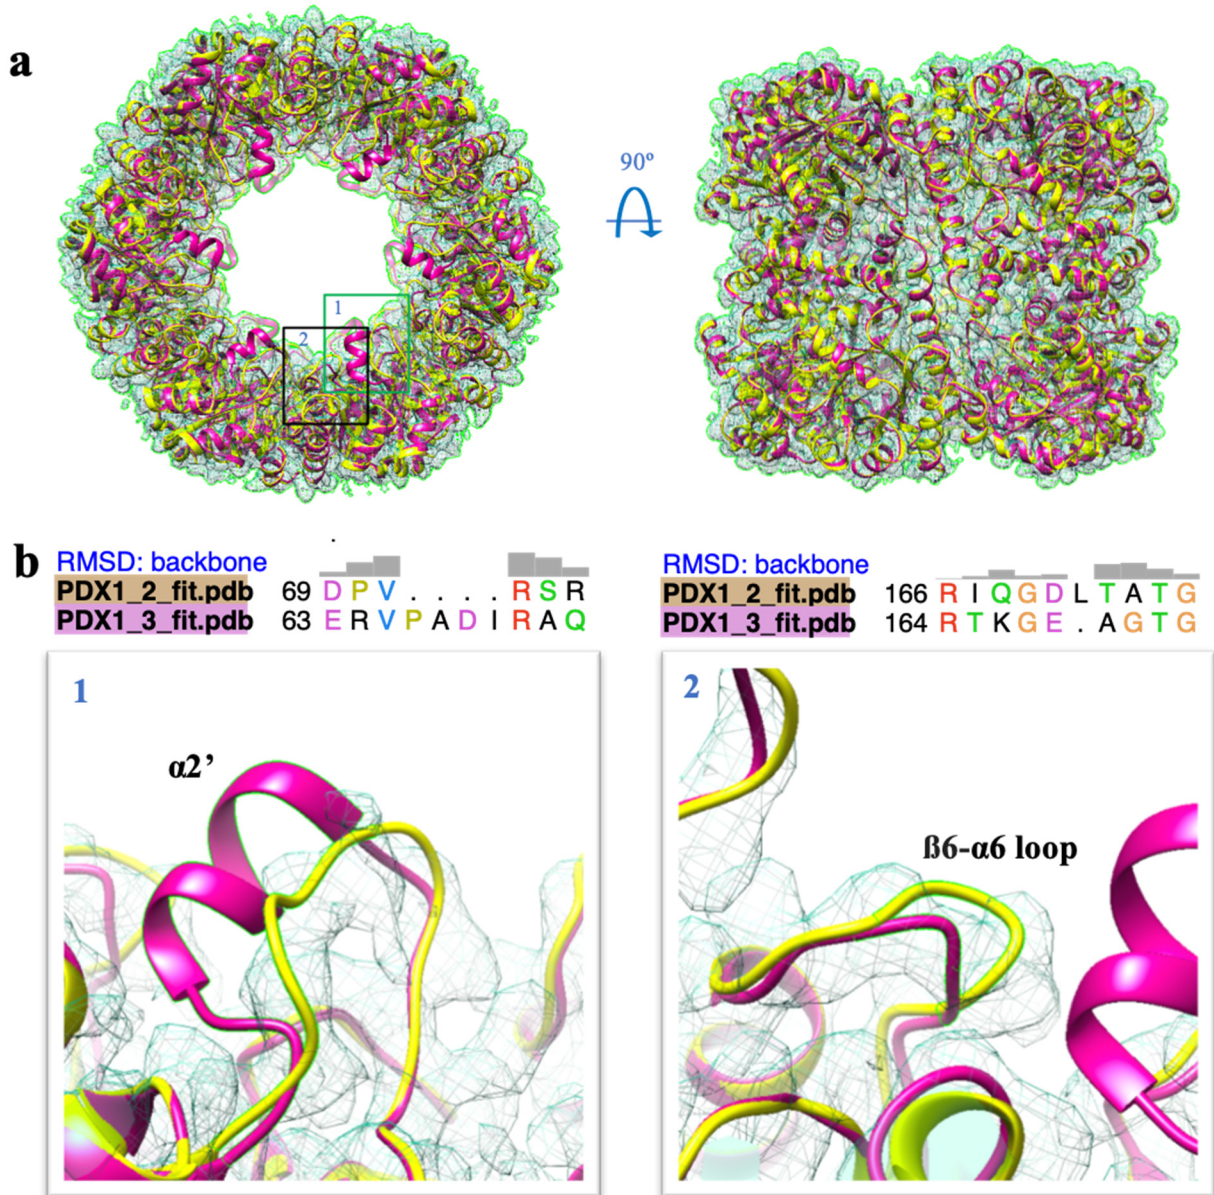 a
90º
1
2
b
RMSD: backbone
PDX1_2_fit.pdb 69 D P V . . . . R S R
PDX1_3_fit.pdb 63 E R V P A D I R A Q
RMSD: backbone
PDX1_2_fit.pdb 166 R I Q G D L T A T G
PDX1_3_fit.pdb 164 R T K G E . A G T G
1
α2’
2
ß6-α6 loop